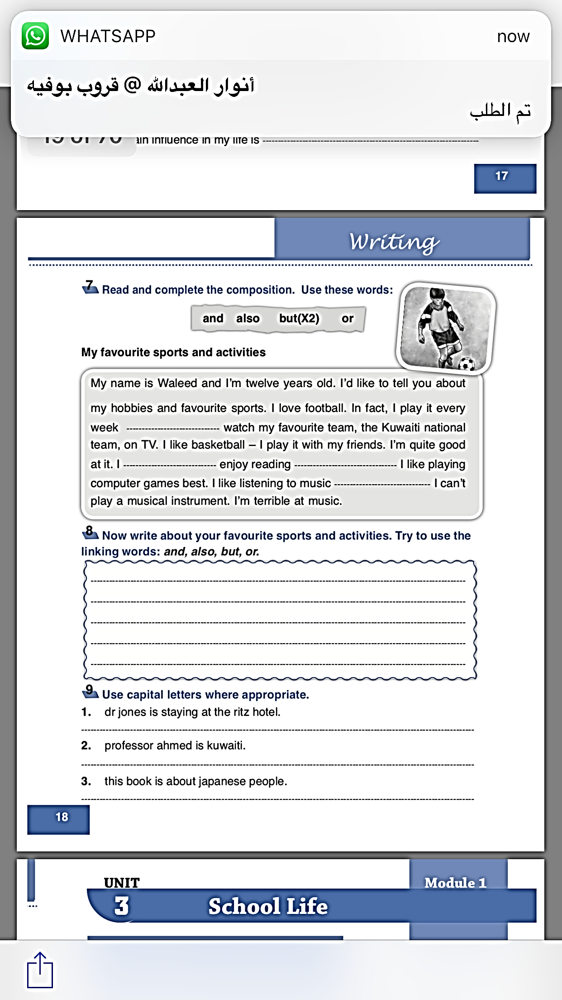 WHATSAPP now
أنوار العبدالله @ قروب بوفيه
تم الطلب
19 of 70
ain influence in my life is
17
Writing
7 Read and complete the composition. Use these words:
and also but(X2) or
My favourite sports and activities
My name is Waleed and I'm twelve years old. I'd like to tell you about
my hobbies and favourite sports. I love football. In fact, I play it every
week ------------------------------ watch my favourite team, the Kuwaiti national
team, on TV. I like basketball – I play it with my friends. I'm quite good
at it. I ------------------------------ enjoy reading --------------------------------- I like playing
computer games best. I like listening to music ------------------------------- I can't
play a musical instrument. I'm terrible at music.
8 Now write about your favourite sports and activities. Try to use the
linking words: and, also, but, or.
9 Use capital letters where appropriate.
1. dr jones is staying at the ritz hotel.
2. professor ahmed is kuwaiti.
3. this book is about japanese people.
18
UNIT Module 1
3 School Life